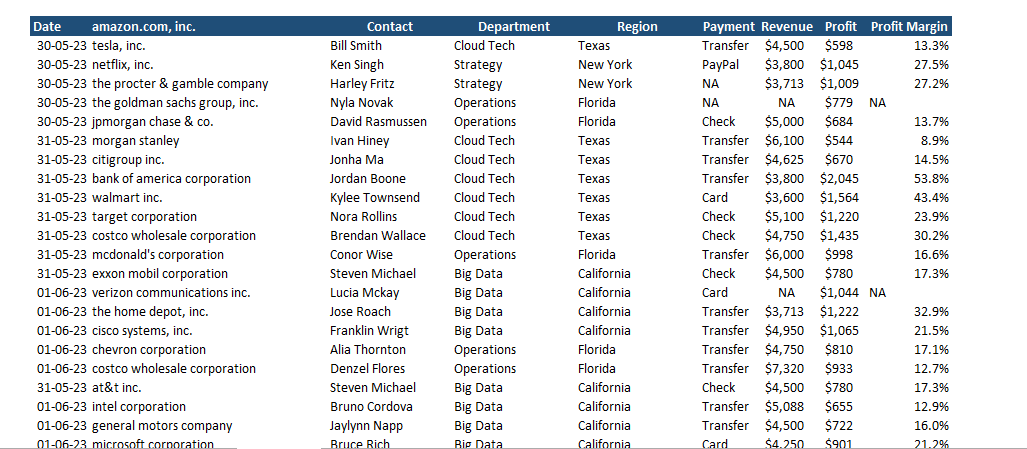 Date amazon.com, inc. Contact Department Region Payment Revenue Profit Profit Margin
30-05-23 tesla, inc. Bill Smith Cloud Tech Texas Transfer $4,500 $598 13.3%
30-05-23 netflix, inc. Ken Singh Strategy New York PayPal $3,800 $1,045 27.5%
30-05-23 the procter & gamble company Harley Fritz Strategy New York NA $3,713 $1,009 27.2%
30-05-23 the goldman sachs group, inc. Nyla Novak Operations Florida NA NA $779 NA
30-05-23 jpmorgan chase & co. David Rasmussen Operations Florida Check $5,000 $684 13.7%
31-05-23 morgan stanley Ivan Hiney Cloud Tech Texas Transfer $6,100 $544 8.9%
31-05-23 citigroup inc. Jonha Ma Cloud Tech Texas Transfer $4,625 $670 14.5%
31-05-23 bank of america corporation Jordan Boone Cloud Tech Texas Transfer $3,800 $2,045 53.8%
31-05-23 walmart inc. Kylee Townsend Cloud Tech Texas Card $3,600 $1,564 43.4%
31-05-23 target corporation Nora Rollins Cloud Tech Texas Check $5,100 $1,220 23.9%
31-05-23 costco wholesale corporation Brendan Wallace Cloud Tech Texas Check $4,750 $1,435 30.2%
31-05-23 mcdonald's corporation Conor Wise Operations Florida Transfer $6,000 $998 16.6%
31-05-23 exxon mobil corporation Steven Michael Big Data California Check $4,500 $780 17.3%
01-06-23 verizon communications inc. Lucia Mckay Big Data California Card NA $1,044 NA
01-06-23 the home depot, inc. Jose Roach Big Data California Transfer $3,713 $1,222 32.9%
01-06-23 cisco systems, inc. Franklin Wrigt Big Data California Transfer $4,950 $1,065 21.5%
01-06-23 chevron corporation Alia Thornton Operations Florida Transfer $4,750 $810 17.1%
01-06-23 costco wholesale corporation Denzel Flores Operations Florida Transfer $7,320 $933 12.7%
31-05-23 at&t inc. Steven Michael Big Data California Check $4,500 $780 17.3%
01-06-23 intel corporation Bruno Cordova Big Data California Transfer $5,088 $655 12.9%
01-06-23 general motors company Jaylynn Napp Big Data California Transfer $4,500 $722 16.0%
01-06-23 microsoft corporation Bruce Rich Big Data California Card $4,250 $901 21.2%